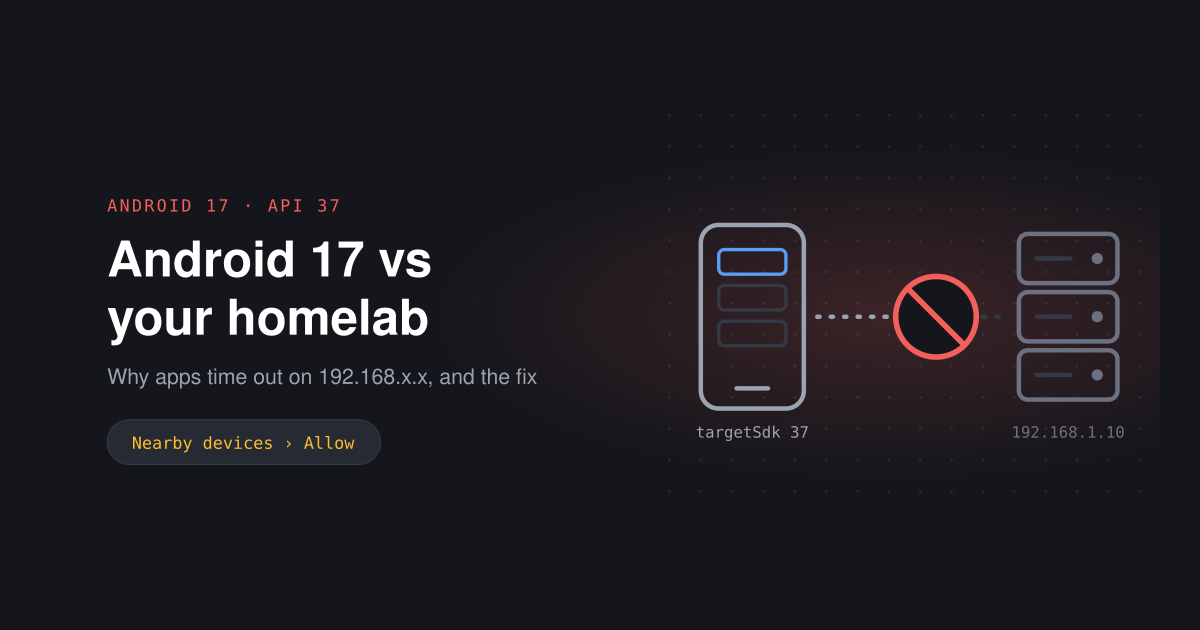 ANDROID 17 · API 37
Android 17 vs
your homelab
Why apps time out on 192.168.x.x, and the fix
Nearby devices › Allow
targetSdk 37
192.168.1.10